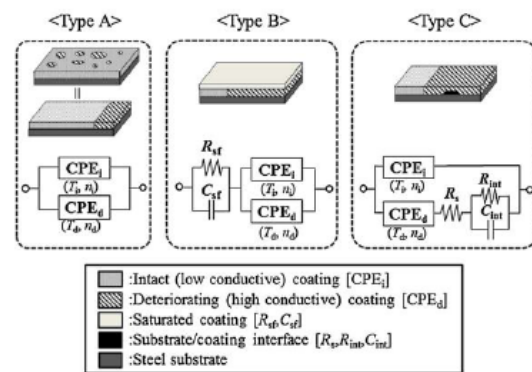 <Type A>
<Type B>
<Type C>
CPEi
(Ti, ni)
CPEd
(Td, nd)
Rsf
Csf
CPEi
(Ti, ni)
CPEd
(Td, nd)
CPEi
(Ti, ni)
CPEd
(Td, nd)
Rs
Rint
Cint
:Intact (low conductive) coating [CPEi]
:Deteriorating (high conductive) coating [CPEd]
:Saturated coating [Rsf,Csf]
:Substrate/coating interface [Rs,Rint,Cint]
:Steel substrate